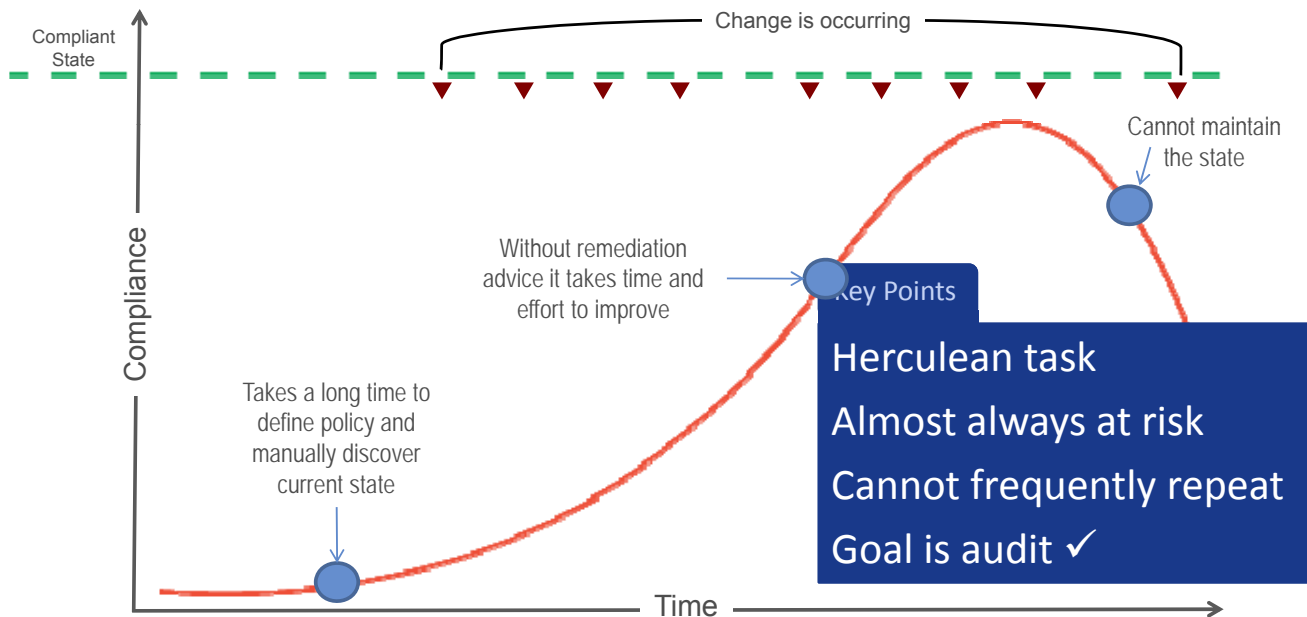 Change is occurring
Compliant
State
Cannot maintain
the state
Without remediation
advice it takes time and
effort to improve
Compliance
Takes a long time to
define policy and
manually discover
current state
Key Points
Herculean task
Almost always at risk
Cannot frequently repeat
Goal is audit ✓
Time